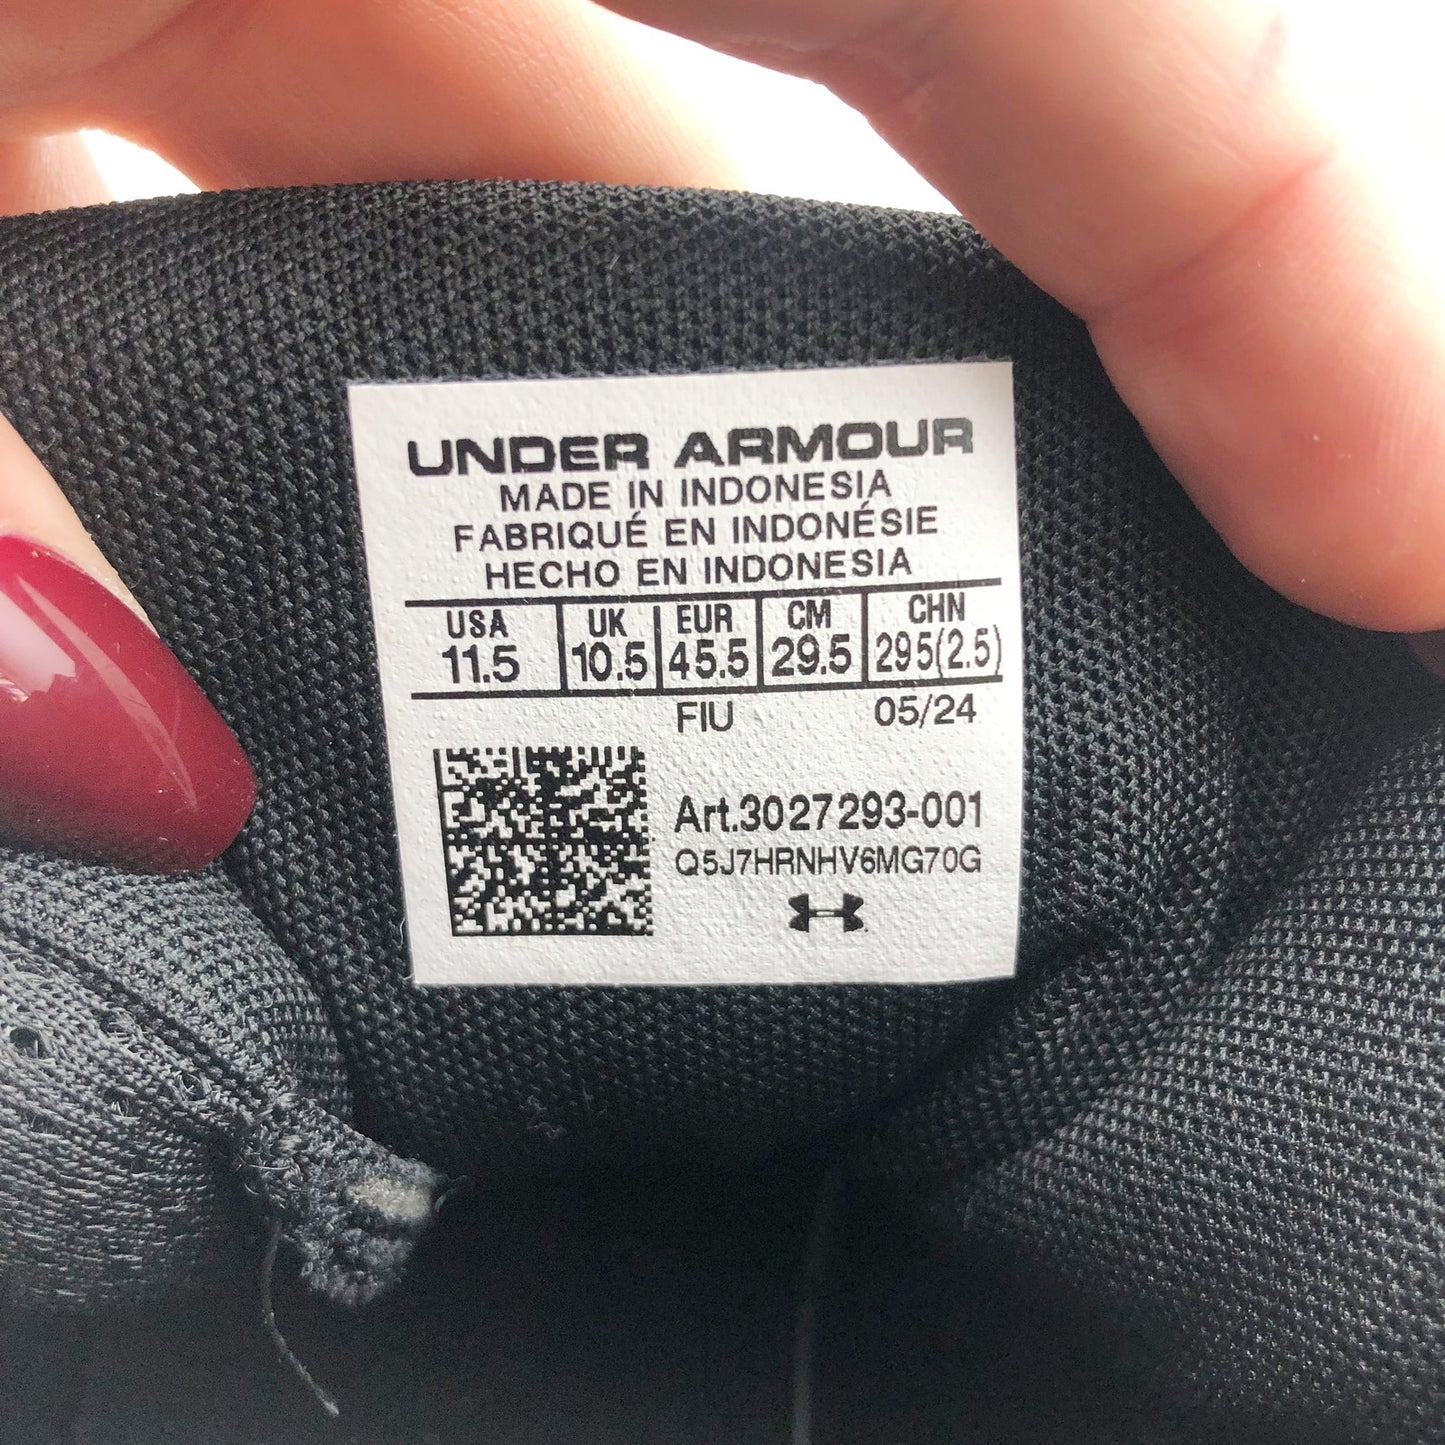 UNDER ARMOUR
MADE IN INDONESIA
FABRIQUÉ EN INDONÉSIE
HECHO EN INDONESIA
USA UK EUR CM CHN
11.5 10.5 45.5 29.5 295(2.5)
FIU 05/24
Art.3027293-001
Q5J7HRNHV6MG70G